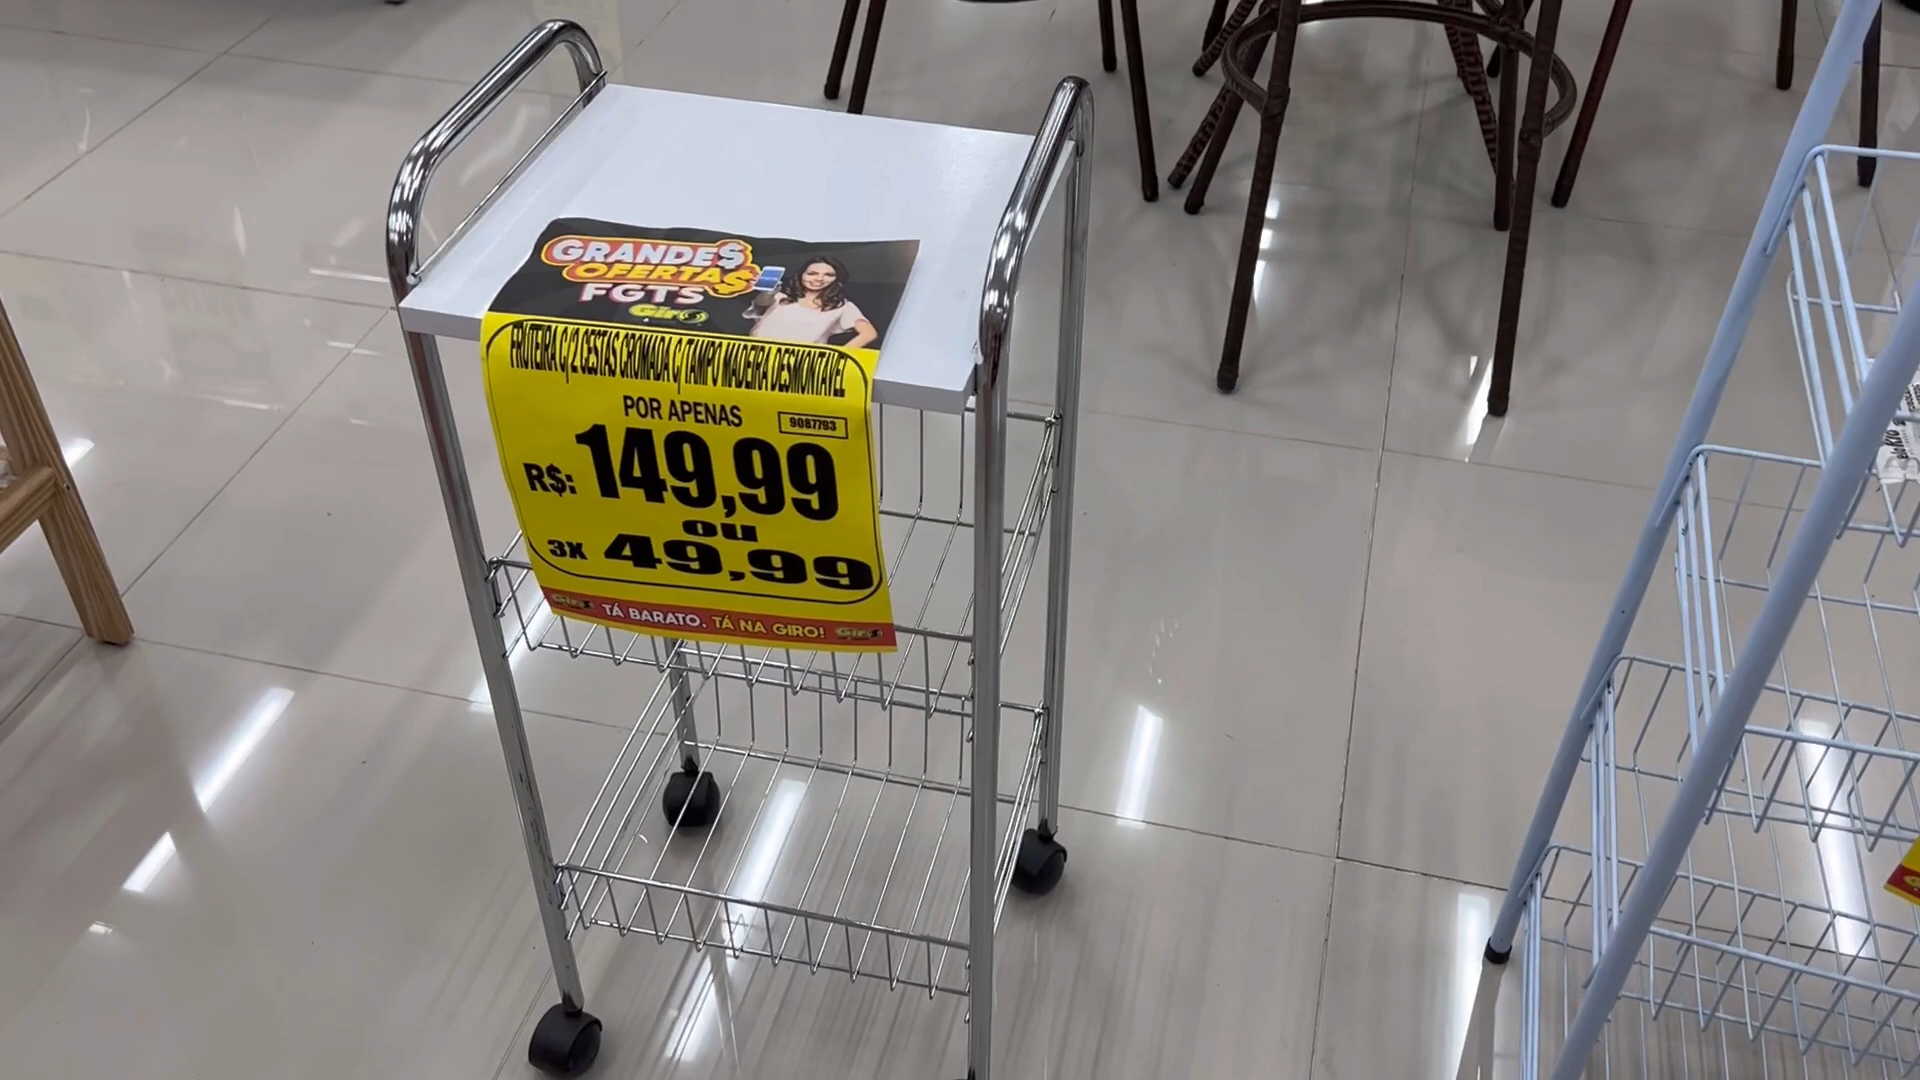 GRANDE$
OFERTA$
FGTS
Giro
FRUTEIRA C/2 CESTAS CROMADA C/ TAMPO MADEIRA DESMONTAVEL
POR APENAS
9087793
R$: 149,99
ou
3X 49,99
Giro TÁ BARATO, TÁ NA GIRO! Giro